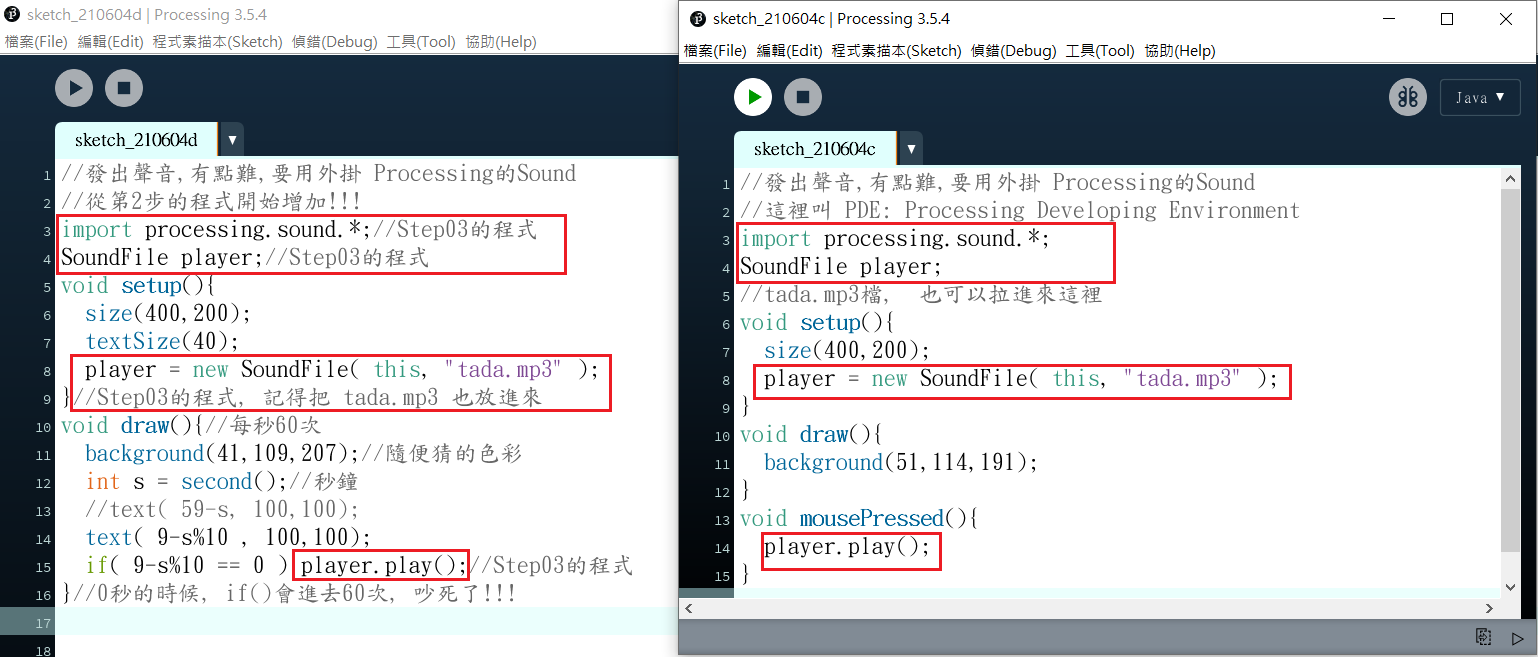 sketch_210604d | Processing 3.5.4
檔案(File) 編輯(Edit) 程式素描本(Sketch) 偵錯(Debug) 工具(Tool) 協助(Help)
sketch_210604d ▼
1 //發出聲音,有點難,要用外掛 Processing的Sound
2 //從第2步的程式開始增加!!!
3 import processing.sound.*;//Step03的程式
4 SoundFile player;//Step03的程式
5 void setup(){
6   size(400,200);
7   textSize(40);
8   player = new SoundFile( this, "tada.mp3" );
9 }//Step03的程式, 記得把 tada.mp3 也放進來
10 void draw(){//每秒60次
11   background(41,109,207);//隨便猜的色彩
12   int s = second();//秒鐘
13   //text( 59-s, 100,100);
14   text( 9-s%10 , 100,100);
15   if( 9-s%10 == 0 ) player.play();//Step03的程式
16 }//0秒的時候, if()會進去60次, 吵死了!!!
17
18
sketch_210604c | Processing 3.5.4
檔案(File) 編輯(Edit) 程式素描本(Sketch) 偵錯(Debug) 工具(Tool) 協助(Help)
Java ▼
sketch_210604c ▼
1 //發出聲音,有點難,要用外掛 Processing的Sound
2 //這裡叫 PDE: Processing Developing Environment
3 import processing.sound.*;
4 SoundFile player;
5 //tada.mp3檔,  也可以拉進來這裡
6 void setup(){
7   size(400,200);
8   player = new SoundFile( this, "tada.mp3" );
9 }
10 void draw(){
11   background(51,114,191);
12 }
13 void mousePressed(){
14   player.play();
15 }